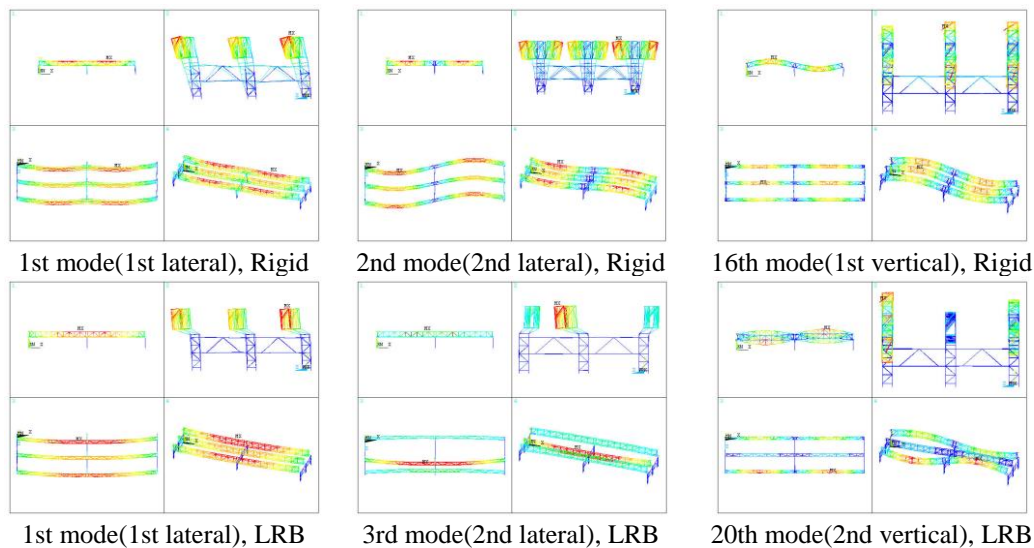 1st mode(1st lateral), Rigid
2nd mode(2nd lateral), Rigid
16th mode(1st vertical), Rigid
1st mode(1st lateral), LRB
3rd mode(2nd lateral), LRB
20th mode(2nd vertical), LRB